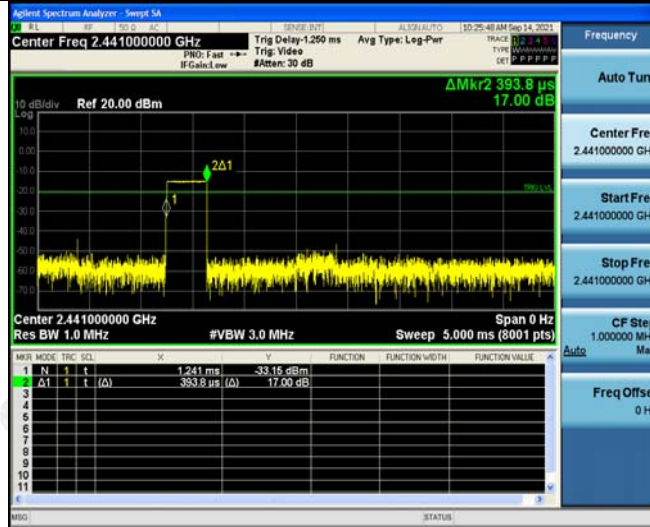 Agilent Spectrum Analyzer - Swept SA
RL RF 50 Ω AC SENSE:INT ALIGNAUTO 10:25:48 AM Sep 14, 2021
Center Freq 2.441000000 GHz
PNO: Fast
IFGain:Low
Trig Delay-1.250 ms
Trig: Video
#Atten: 30 dB
Avg Type: Log-Pwr
TRACE 1 2 3 4 5 6
TYPE
DET P P P P P P
ΔMkr2 393.8 µs
17.00 dB
10 dB/div Ref 20.00 dBm
Log
10.0
0.00
-10.0
-20.0
-30.0
-40.0
-50.0
-60.0
-70.0
2Δ1
1
TRIG LVL
Center 2.441000000 GHz Span 0 Hz
Res BW 1.0 MHz #VBW 3.0 MHz Sweep 5.000 ms (8001 pts)
MKR MODE TRC SCL X Y FUNCTION FUNCTION WIDTH FUNCTION VALUE
1 N 1 t 1.241 ms -33.15 dBm
2 Δ1 1 t (Δ) 393.8 µs (Δ) 17.00 dB
3
4
5
6
7
8
9
10
11
MSG STATUS
Frequency
Auto Tun
Center Fre
2.441000000 GH
Start Fre
2.441000000 GH
Stop Fre
2.441000000 GH
CF Ste
1.000000 MH
Auto Ma
Freq Offse
0 H